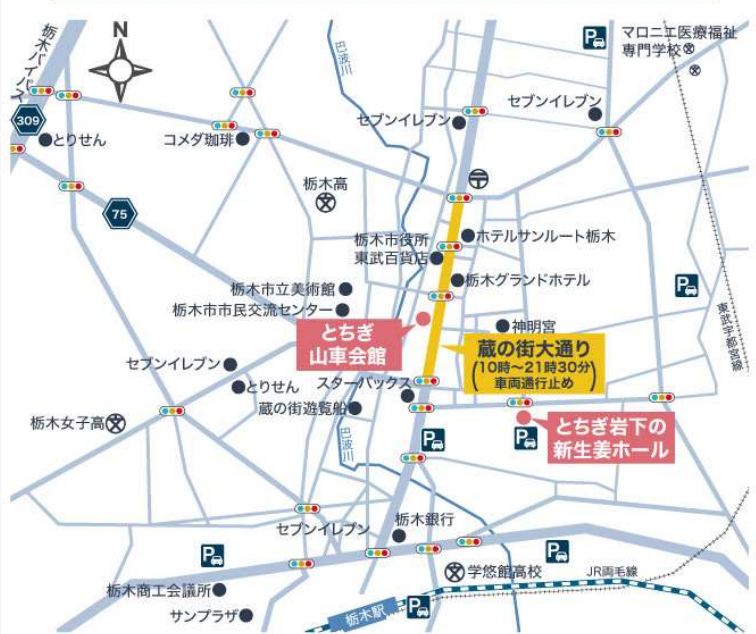 N
栃木バイパス
309
とりせん
75
コメダ珈琲
巴波川
セブンイレブン
セブンイレブン
P
マロニエ医療福祉
専門学校
栃木高
〒
栃木市役所
東武百貨店
ホテルサンルート栃木
栃木グランドホテル
P
東武宇都宮線
栃木市立美術館
栃木市市民交流センター
とちぎ
山車会館
神明宮
蔵の街大通り
(10時〜21時30分)
車両通行止め
セブンイレブン
とりせん
スターバックス
蔵の街遊覧船
栃木女子高
巴波川
P
P
とちぎ岩下の
新生姜ホール
セブンイレブン
栃木銀行
P
P
学悠館高校
JR両毛線
栃木商工会議所
サンプラザ
栃木駅
P